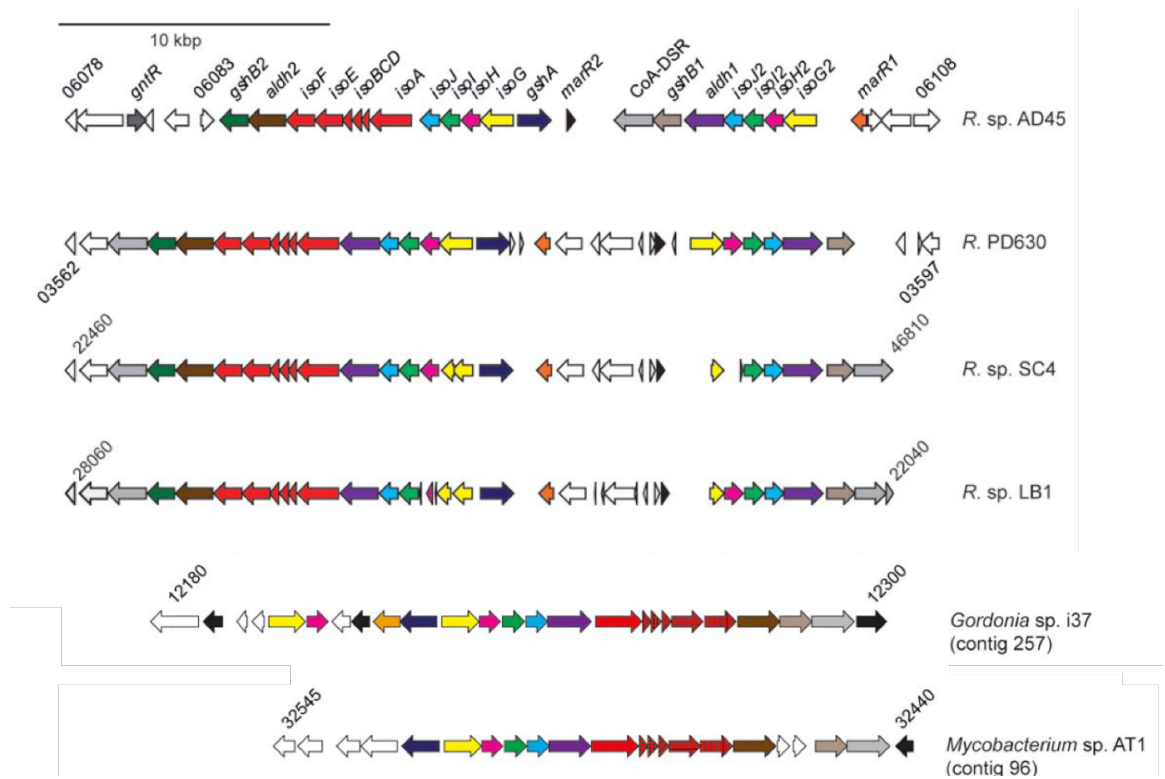 10 kbp
06078
gntR
06083
gshB2
aldh2
isoF
isoE
isoBCD
isoA
isoJ
isoI
isoH
isoG
gshA
marR2
CoA-DSR
gshB1
aldh1
isoJ2
isoI2
isoH2
isoG2
marR1
06108
R. sp. AD45
R. PD630
03562
03597
22460
46810
R. sp. SC4
28060
22040
R. sp. LB1
12180
12300
Gordonia sp. i37
(contig 257)
32545
32440
Mycobacterium sp. AT1
(contig 96)